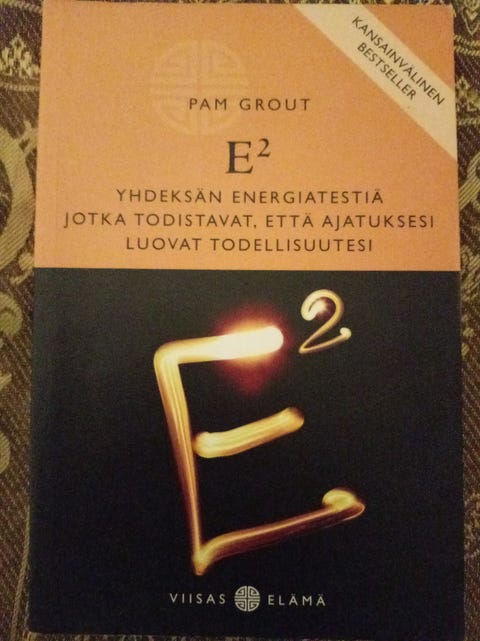 KANSAINVÄLINEN
BESTSELLER
PAM GROUT
E²
YHDEKSÄN ENERGIATESTIÄ
JOTKA TODISTAVAT, ETTÄ AJATUKSESI
LUOVAT TODELLISUUTESI
E²
VIISAS ELÄMÄ